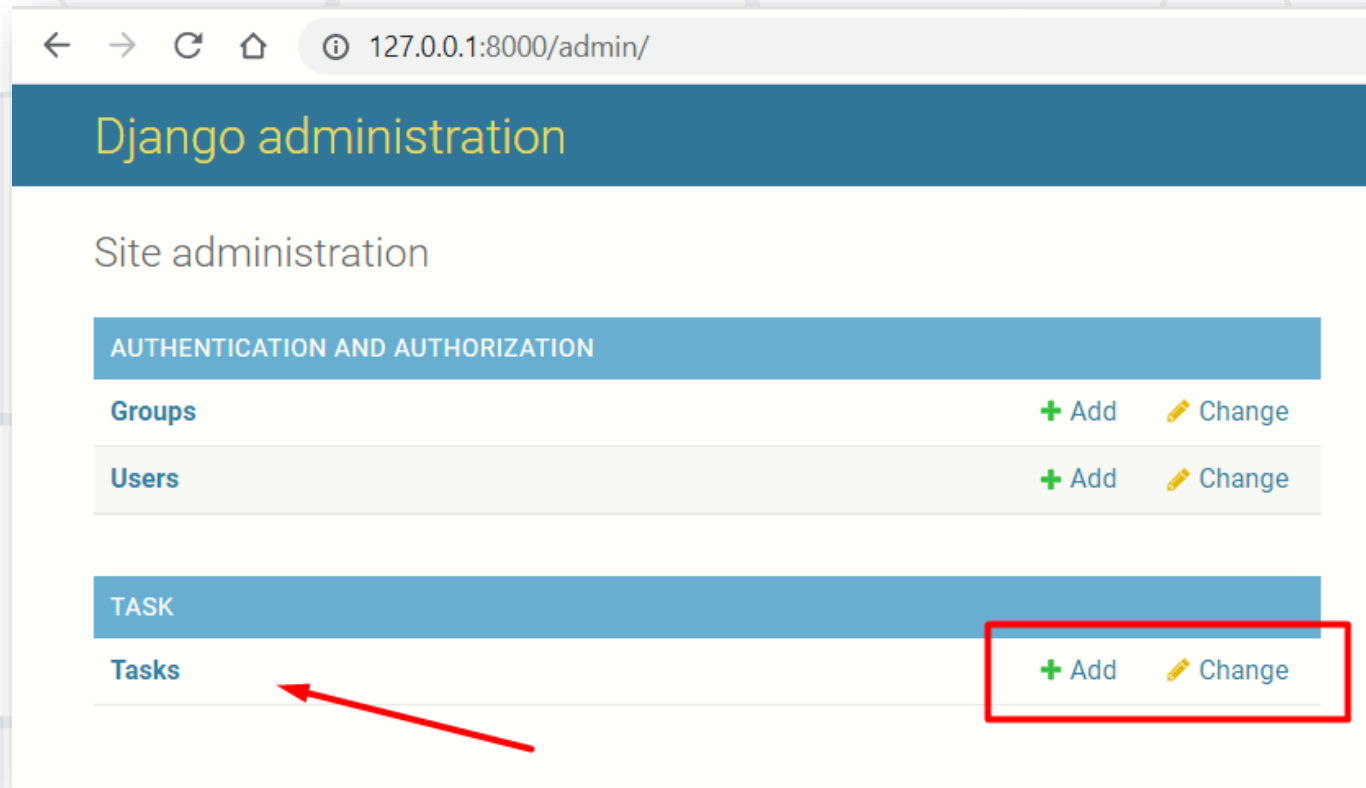 127.0.0.1:8000/admin/
Django administration
Site administration
AUTHENTICATION AND AUTHORIZATION
Groups Add Change
Users Add Change
TASK
Tasks Add Change